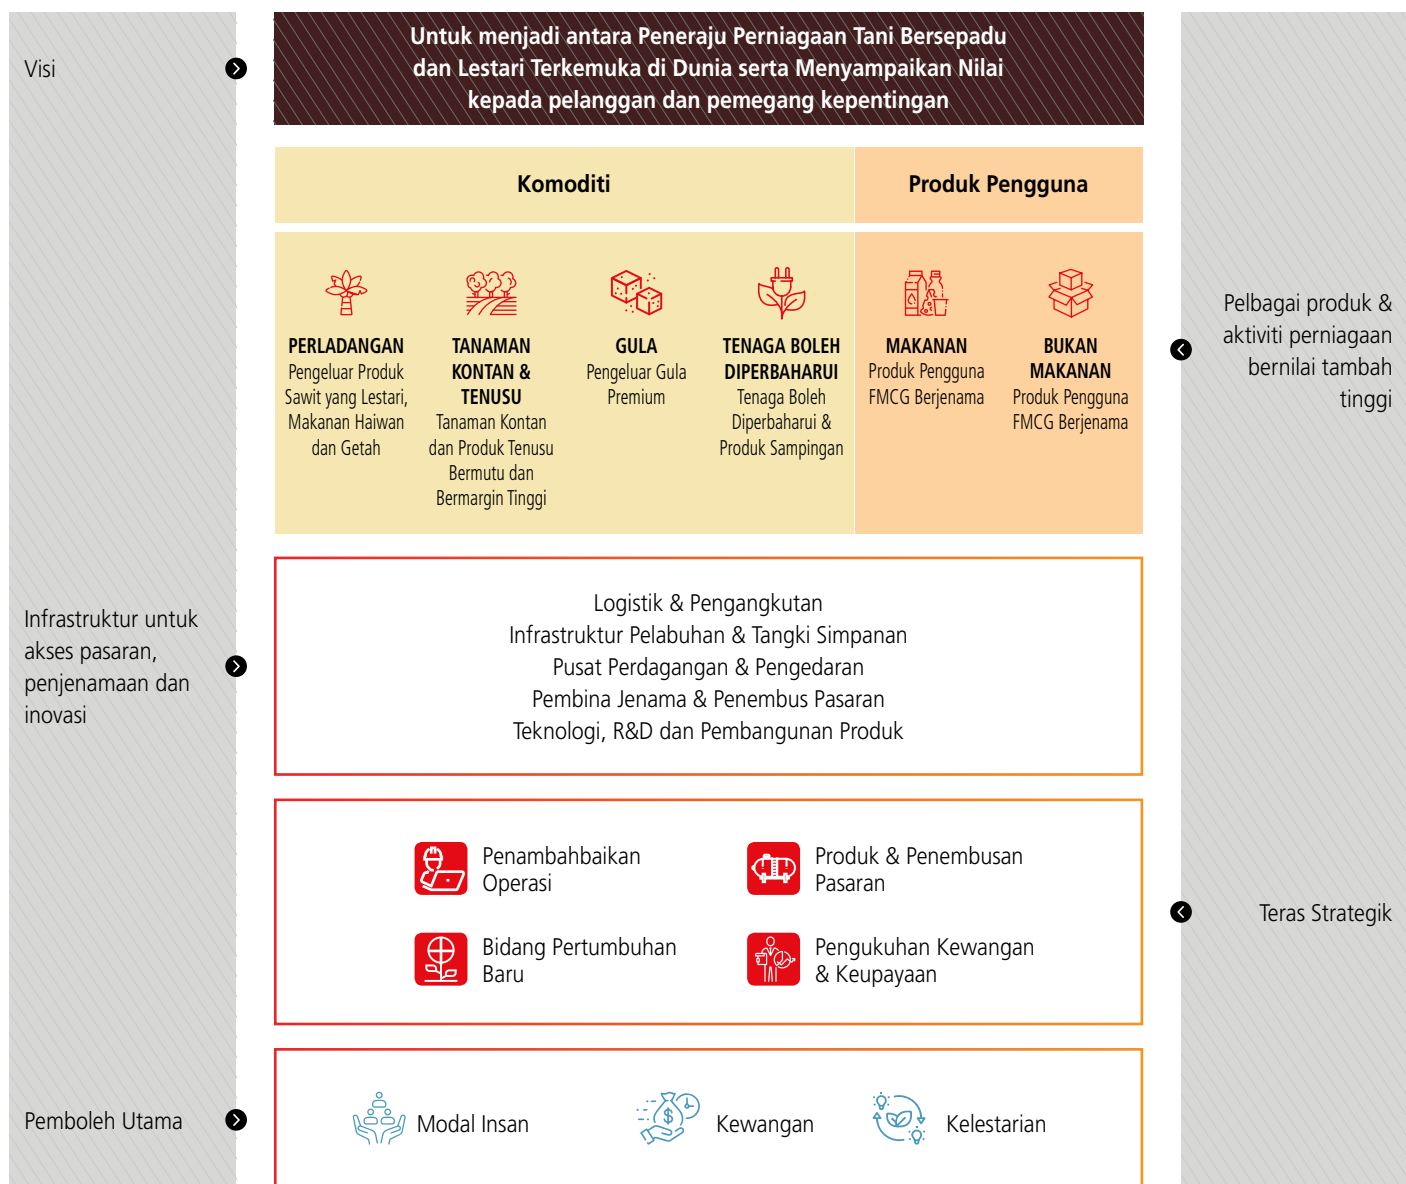 Visi
Untuk menjadi antara Peneraju Perniagaan Tani Bersepadu
dan Lestari Terkemuka di Dunia serta Menyampaikan Nilai
kepada pelanggan dan pemegang kepentingan
Komoditi
Produk Pengguna
PERLADANGAN
Pengeluar Produk
Sawit yang Lestari,
Makanan Haiwan
dan Getah
TANAMAN
KONTAN &
TENUSU
Tanaman Kontan
dan Produk Tenusu
Bermutu dan
Bermargin Tinggi
GULA
Pengeluar Gula
Premium
TENAGA BOLEH
DIPERBAHARUI
Tenaga Boleh
Diperbaharui &
Produk Sampingan
MAKANAN
Produk Pengguna
FMCG Berjenama
BUKAN
MAKANAN
Produk Pengguna
FMCG Berjenama
Pelbagai produk &
aktiviti perniagaan
bernilai tambah
tinggi
Infrastruktur untuk
akses pasaran,
penjenamaan dan
inovasi
Logistik & Pengangkutan
Infrastruktur Pelabuhan & Tangki Simpanan
Pusat Perdagangan & Pengedaran
Pembina Jenama & Penembus Pasaran
Teknologi, R&D dan Pembangunan Produk
Penambahbaikan
Operasi
Produk & Penembusan
Pasaran
Bidang Pertumbuhan
Baru
Pengukuhan Kewangan
& Keupayaan
Teras Strategik
Pemboleh Utama
Modal Insan
Kewangan
Kelestarian